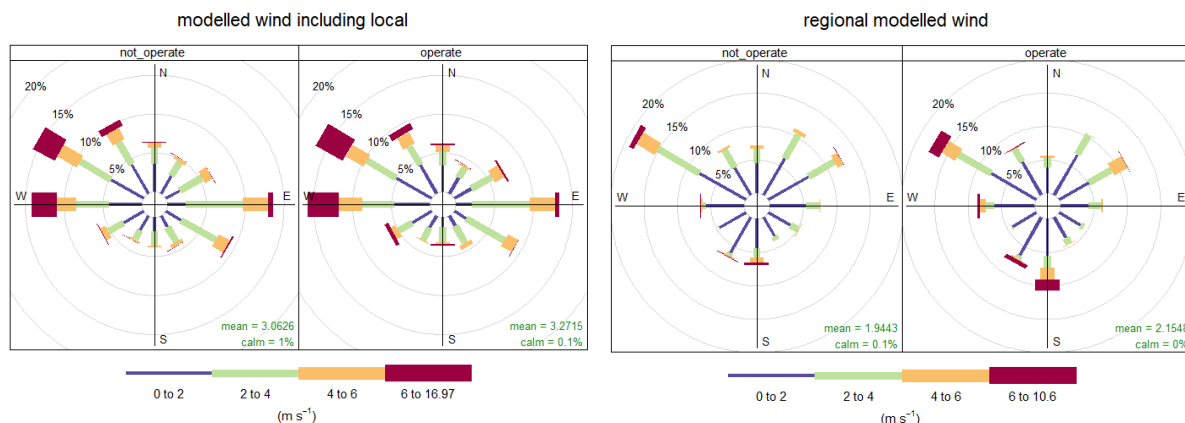 modelled wind including local
regional modelled wind
not_operate
operate
not_operate
operate
N
20%
15%
10%
5%
W
E
S
mean = 3.0626
calm = 1%
N
20%
15%
10%
5%
W
E
S
mean = 3.2715
calm = 0.1%
N
20%
15%
10%
5%
W
E
S
mean = 1.9443
calm = 0.1%
N
20%
15%
10%
5%
W
E
S
mean = 2.1548
calm = 0%
0 to 2
2 to 4
4 to 6
6 to 16.97
(m s⁻¹)
0 to 2
2 to 4
4 to 6
6 to 10.6
(m s⁻¹)